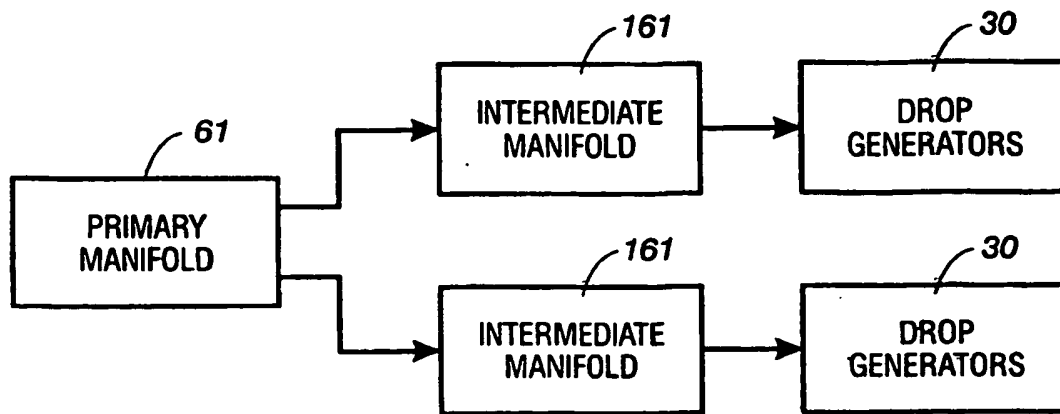 161
30
INTERMEDIATE
MANIFOLD
DROP
GENERATORS
61
PRIMARY
MANIFOLD
161
30
INTERMEDIATE
MANIFOLD
DROP
GENERATORS